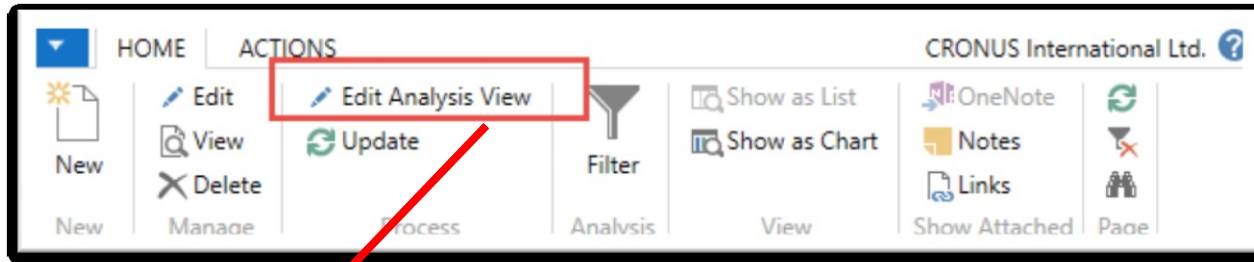 HOME ACTIONS CRONUS International Ltd. ?
New
Edit
View
Delete
Edit Analysis View
Update
Filter
Show as List
Show as Chart
OneNote
Notes
Links
New Manage Process Analysis View Show Attached Page